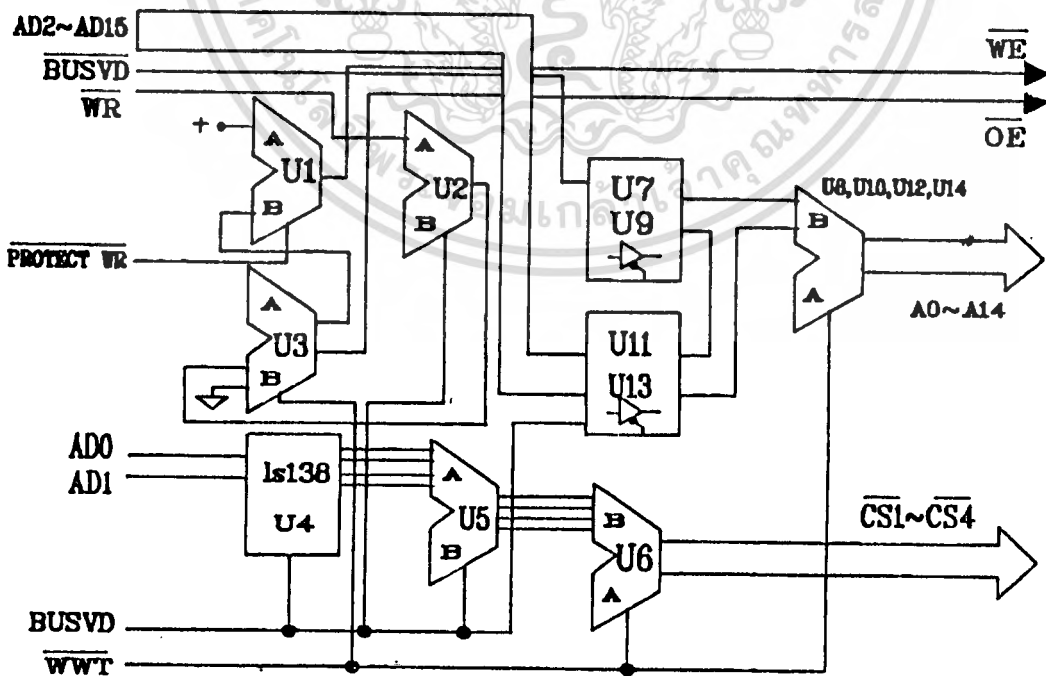 AD2~AD15
BUSVD
WR
WE
OE
+
A
U1
B
A
U2
B
PROTECT WR
A
U3
B
U7
U9
U11
U13
U8,U10,U12,U14
B
A
A0~A14
AD0
AD1
ls138
U4
A
U5
B
B
U6
A
CS1~CS4
BUSVD
WWT